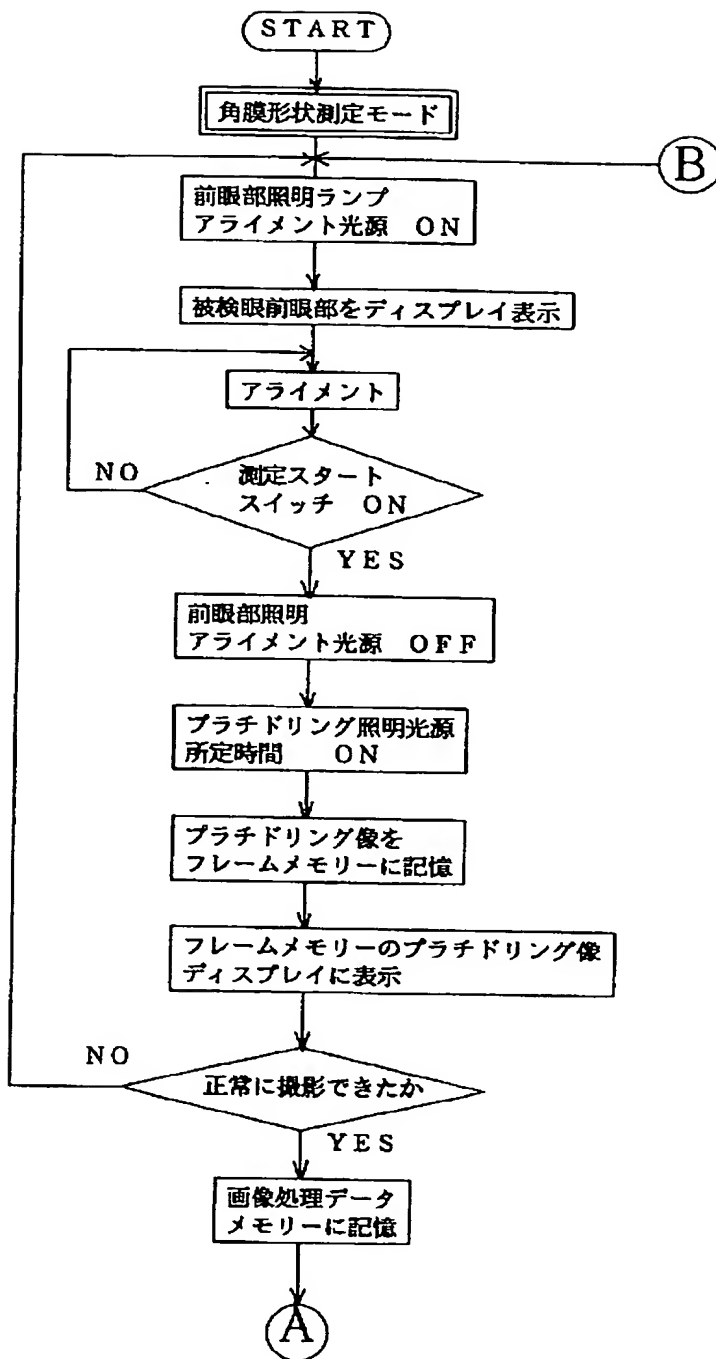 START
角膜形状測定モード
B
前眼部照明ランプ
アライメント光源 ON
被検眼前眼部をディスプレイ表示
アライメント
NO
測定スタート
スイッチ ON
YES
前眼部照明
アライメント光源 OFF
プラチドリング照明光源
所定時間 ON
プラチドリング像を
フレームメモリーに記憶
フレームメモリーのプラチドリング像
ディスプレイに表示
NO
正常に撮影できたか
YES
画像処理データ
メモリーに記憶
A